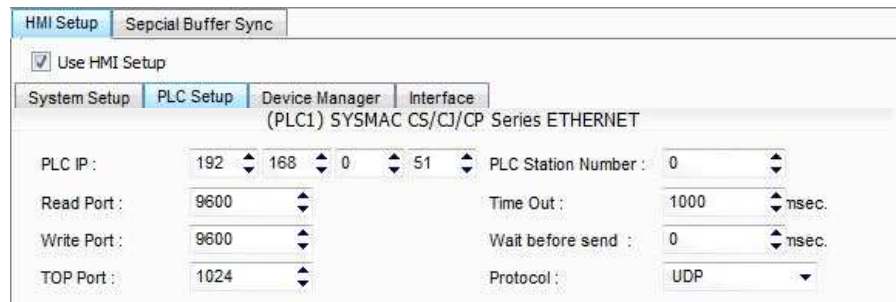 HMI Setup Sepcial Buffer Sync
Use HMI Setup
System Setup PLC Setup Device Manager Interface
(PLC1) SYSMAC CS/CJ/CP Series ETHERNET
PLC IP : 192 168 0 51 PLC Station Number : 0
Read Port : 9600 Time Out : 1000 msec.
Write Port : 9600 Wait before send : 0 msec.
TOP Port : 1024 Protocol : UDP